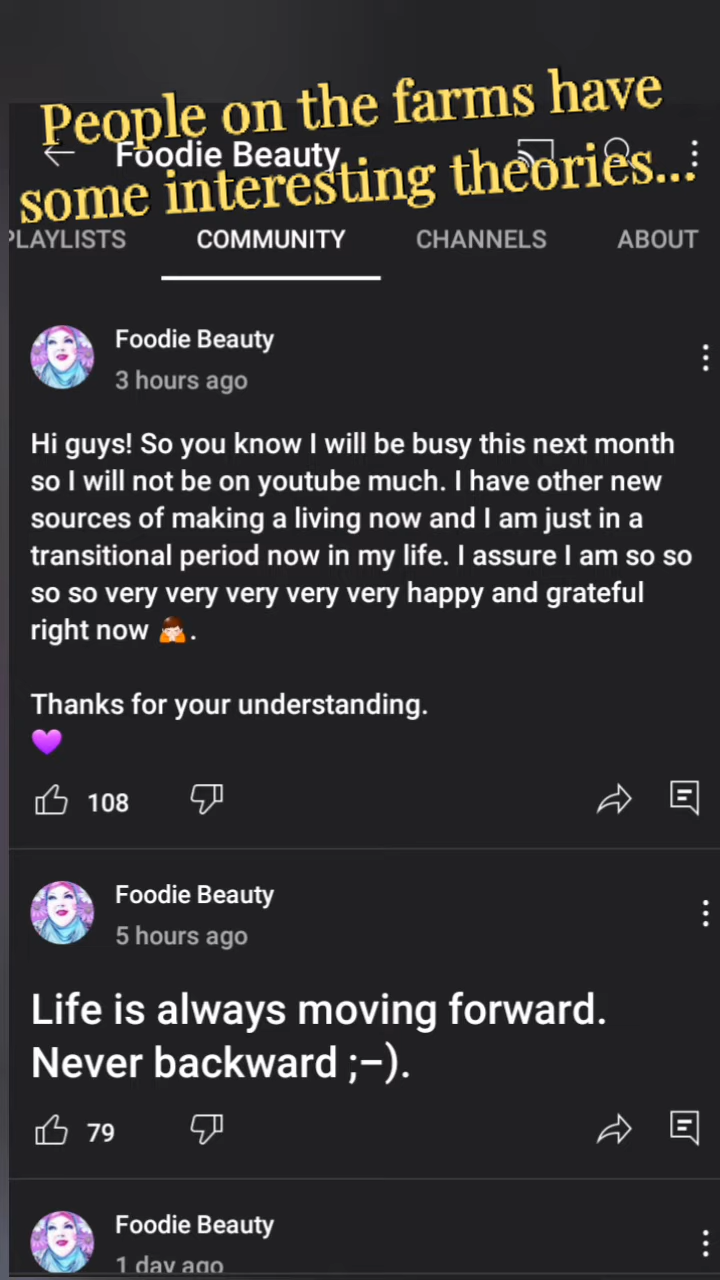 People on the farms have
some interesting theories...
Foodie Beauty
PLAYLISTS COMMUNITY CHANNELS ABOUT
Foodie Beauty
3 hours ago
Hi guys! So you know I will be busy this next month
so I will not be on youtube much. I have other new
sources of making a living now and I am just in a
transitional period now in my life. I assure I am so so
so so very very very very very happy and grateful
right now 🙇.
Thanks for your understanding.
💜
108
Foodie Beauty
5 hours ago
Life is always moving forward.
Never backward ;-).
79
Foodie Beauty
1 day ago